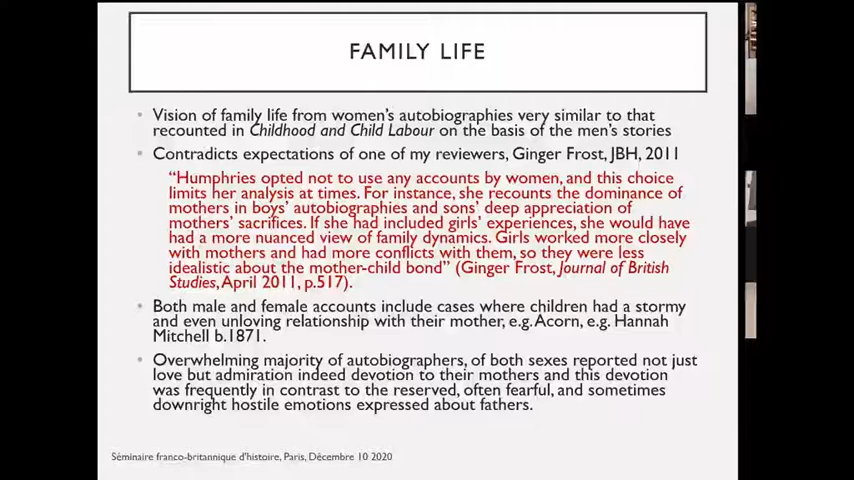 FAMILY LIFE
Vision of family life from women's autobiographies very similar to that
recounted in Childhood and Child Labour on the basis of the men's stories
Contradicts expectations of one of my reviewers, Ginger Frost, JBH, 2011
"Humphries opted not to use any accounts by women, and this choice
limits her analysis at times. For instance, she recounts the dominance of
mothers in boys' autobiographies and sons' deep appreciation of
mothers' sacrifices. If she had included girls' experiences, she would have
had a more nuanced view of family dynamics. Girls worked more closely
with mothers and had more conflicts with them, so they were less
idealistic about the mother-child bond" (Ginger Frost, Journal of British
Studies, April 2011, p.517).
Both male and female accounts include cases where children had a stormy
and even unloving relationship with their mother, e.g. Acorn, e.g. Hannah
Mitchell b.1871.
Overwhelming majority of autobiographers, of both sexes reported not just
love but admiration indeed devotion to their mothers and this devotion
was frequently in contrast to the reserved, often fearful, and sometimes
downright hostile emotions expressed about fathers.
Séminaire franco-britannique d'histoire, Paris, Décembre 10 2020